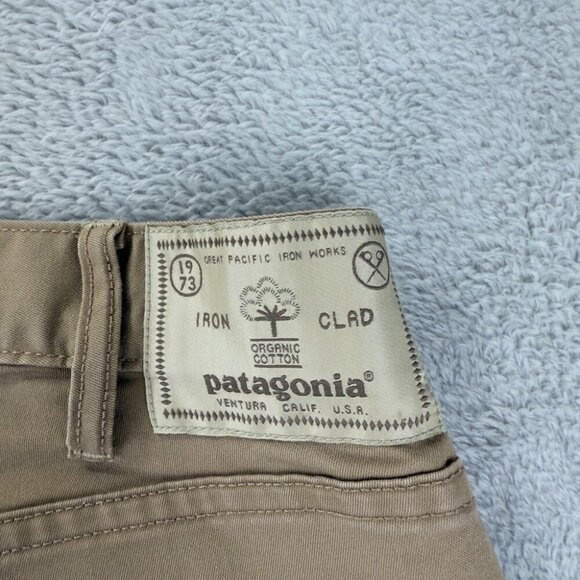 GREAT PACIFIC IRON WORKS
19
73
IRON CLAD
ORGANIC
COTTON
patagonia®
VENTURA CALIF. U.S.A.